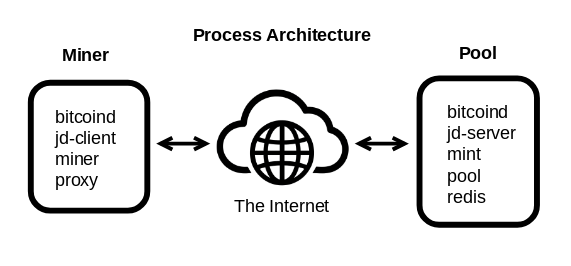 Process Architecture
Miner
Pool
bitcoind
jd-client
miner
proxy
The Internet
bitcoind
jd-server
mint
pool
redis